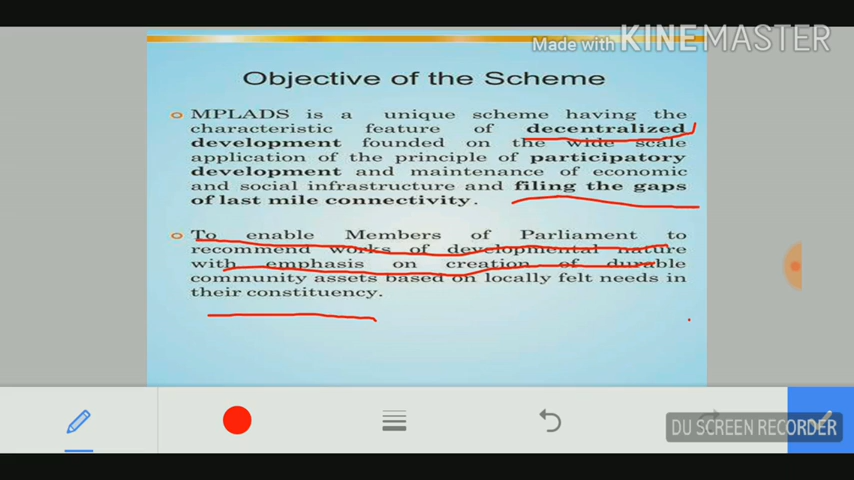 Made with KINEMASTER
Objective of the Scheme
MPLADS is a unique scheme having the
characteristic feature of decentralized
development founded on the wide scale
application of the principle of participatory
development and maintenance of economic
and social infrastructure and filing the gaps
of last mile connectivity.
To enable Members of Parliament to
recommend works of developmental nature
with emphasis on creation of durable
community assets based on locally felt needs in
their constituency.
DU SCREEN RECORDER